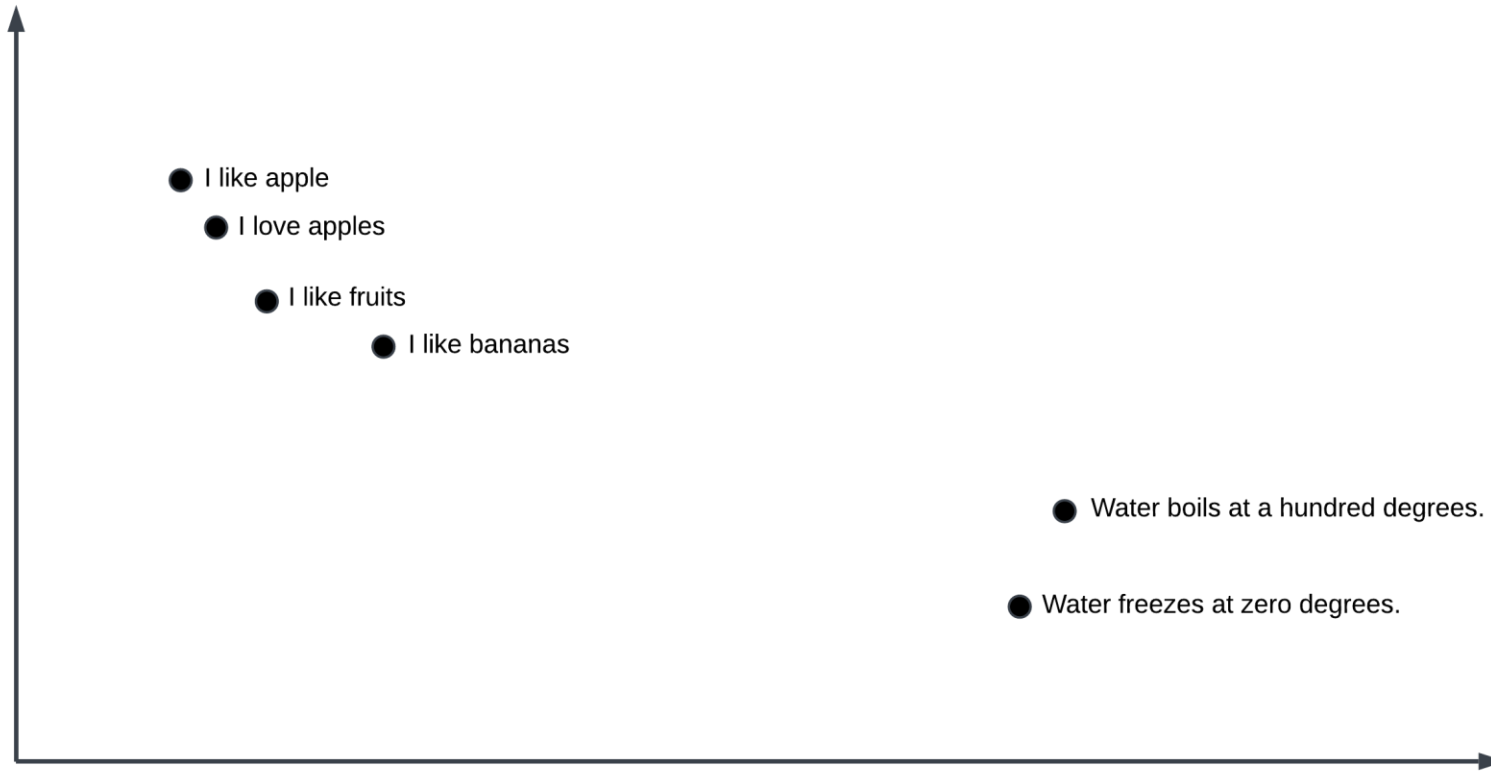 I like apple
I love apples
I like fruits
I like bananas
Water boils at a hundred degrees.
Water freezes at zero degrees.